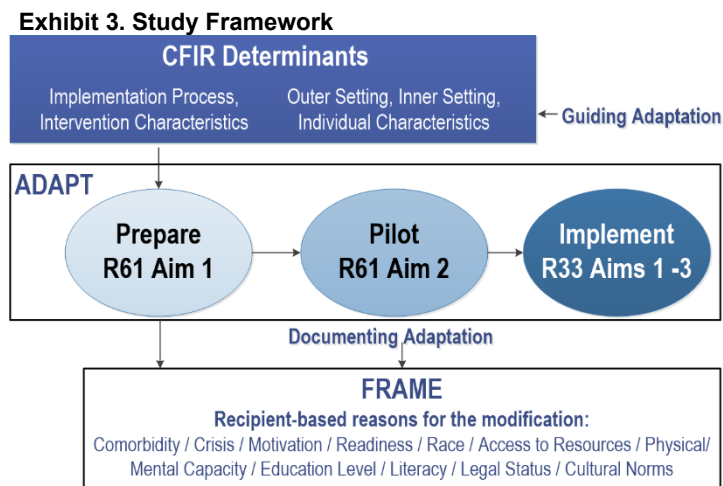 Exhibit 3. Study Framework
CFIR Determinants
Implementation Process,
Intervention Characteristics
Outer Setting, Inner Setting,
Individual Characteristics
Guiding Adaptation
ADAPT
Prepare
R61 Aim 1
Pilot
R61 Aim 2
Implement
R33 Aims 1 -3
Documenting Adaptation
FRAME
Recipient-based reasons for the modification:
Comorbidity / Crisis / Motivation / Readiness / Race / Access to Resources / Physical/
Mental Capacity / Education Level / Literacy / Legal Status / Cultural Norms